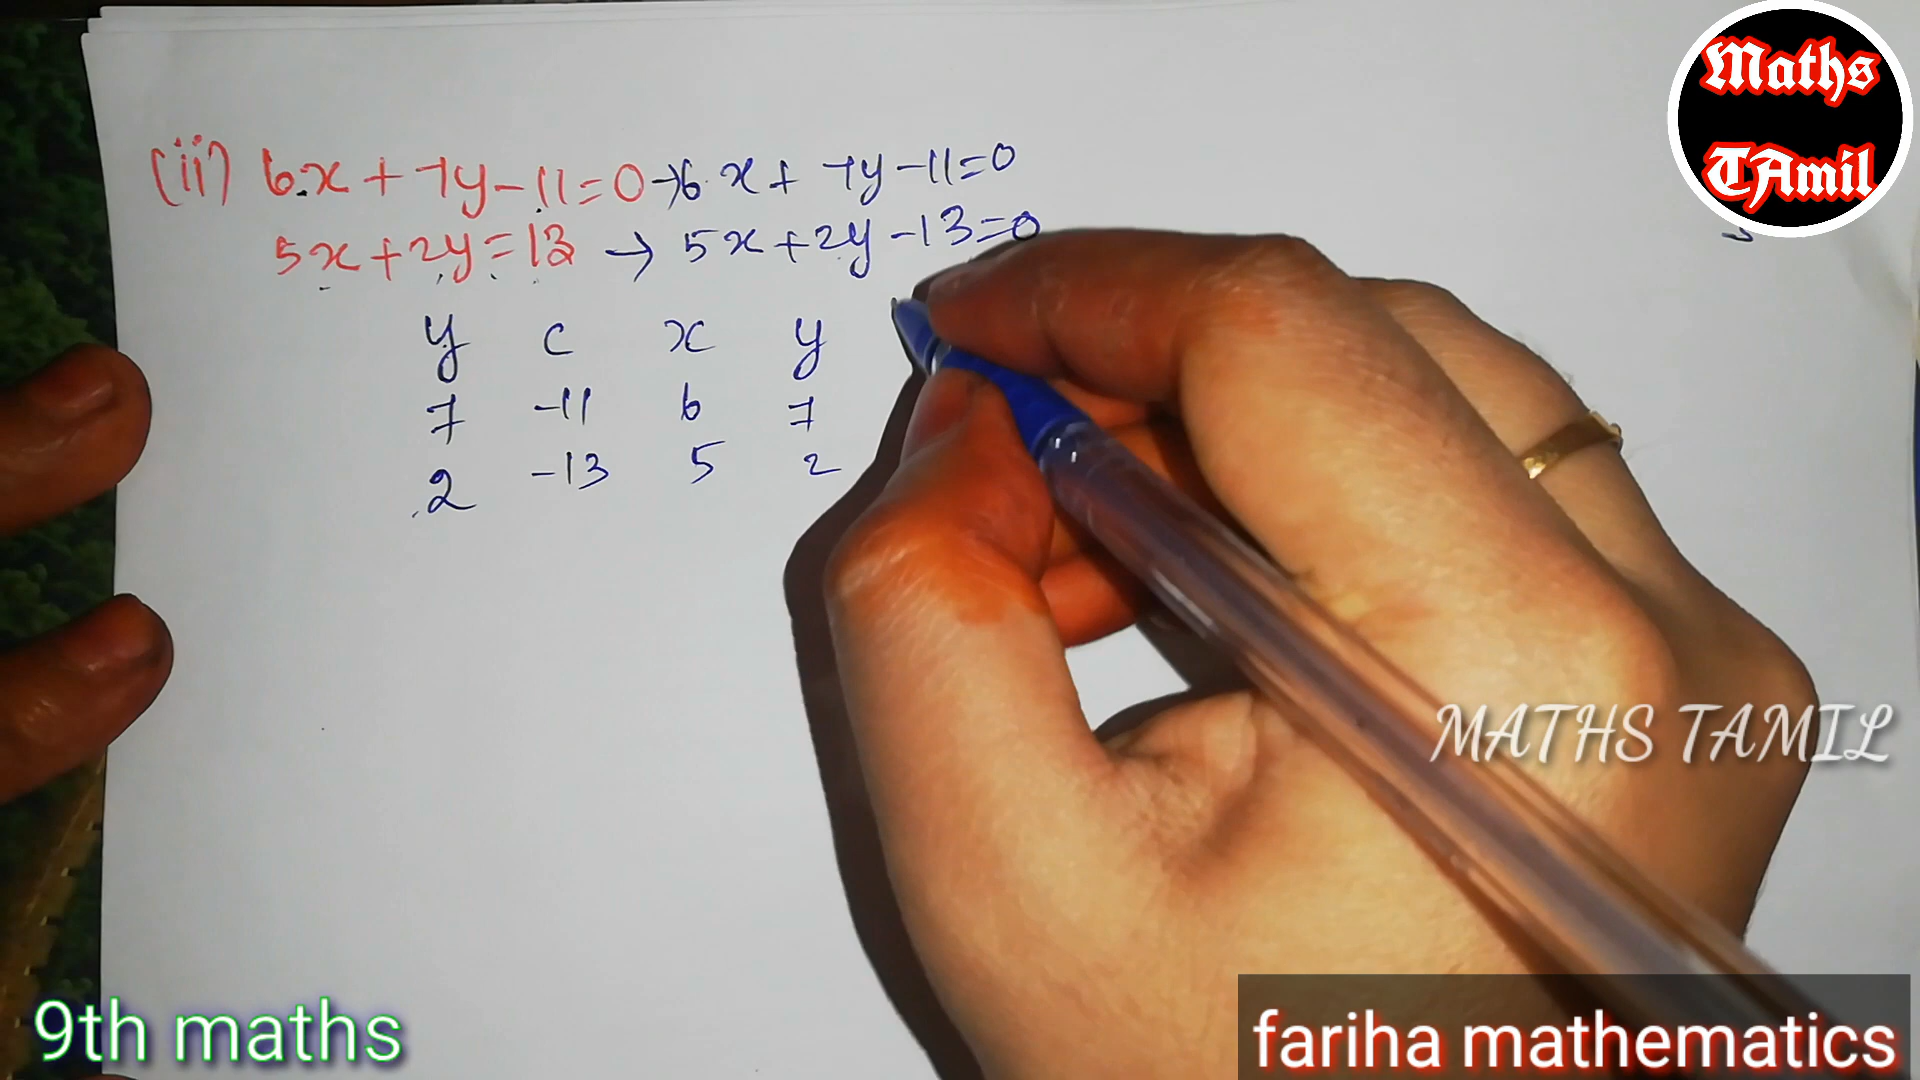 Maths
TAmil
(ii) 6x + 7y - 11 = 0 → 6x + 7y - 11 = 0
5x + 2y = 13 → 5x + 2y - 13 = 0
y c x y
7 -11 6 7
2 -13 5 2
MATHS TAMIL
9th maths
fariha mathematics